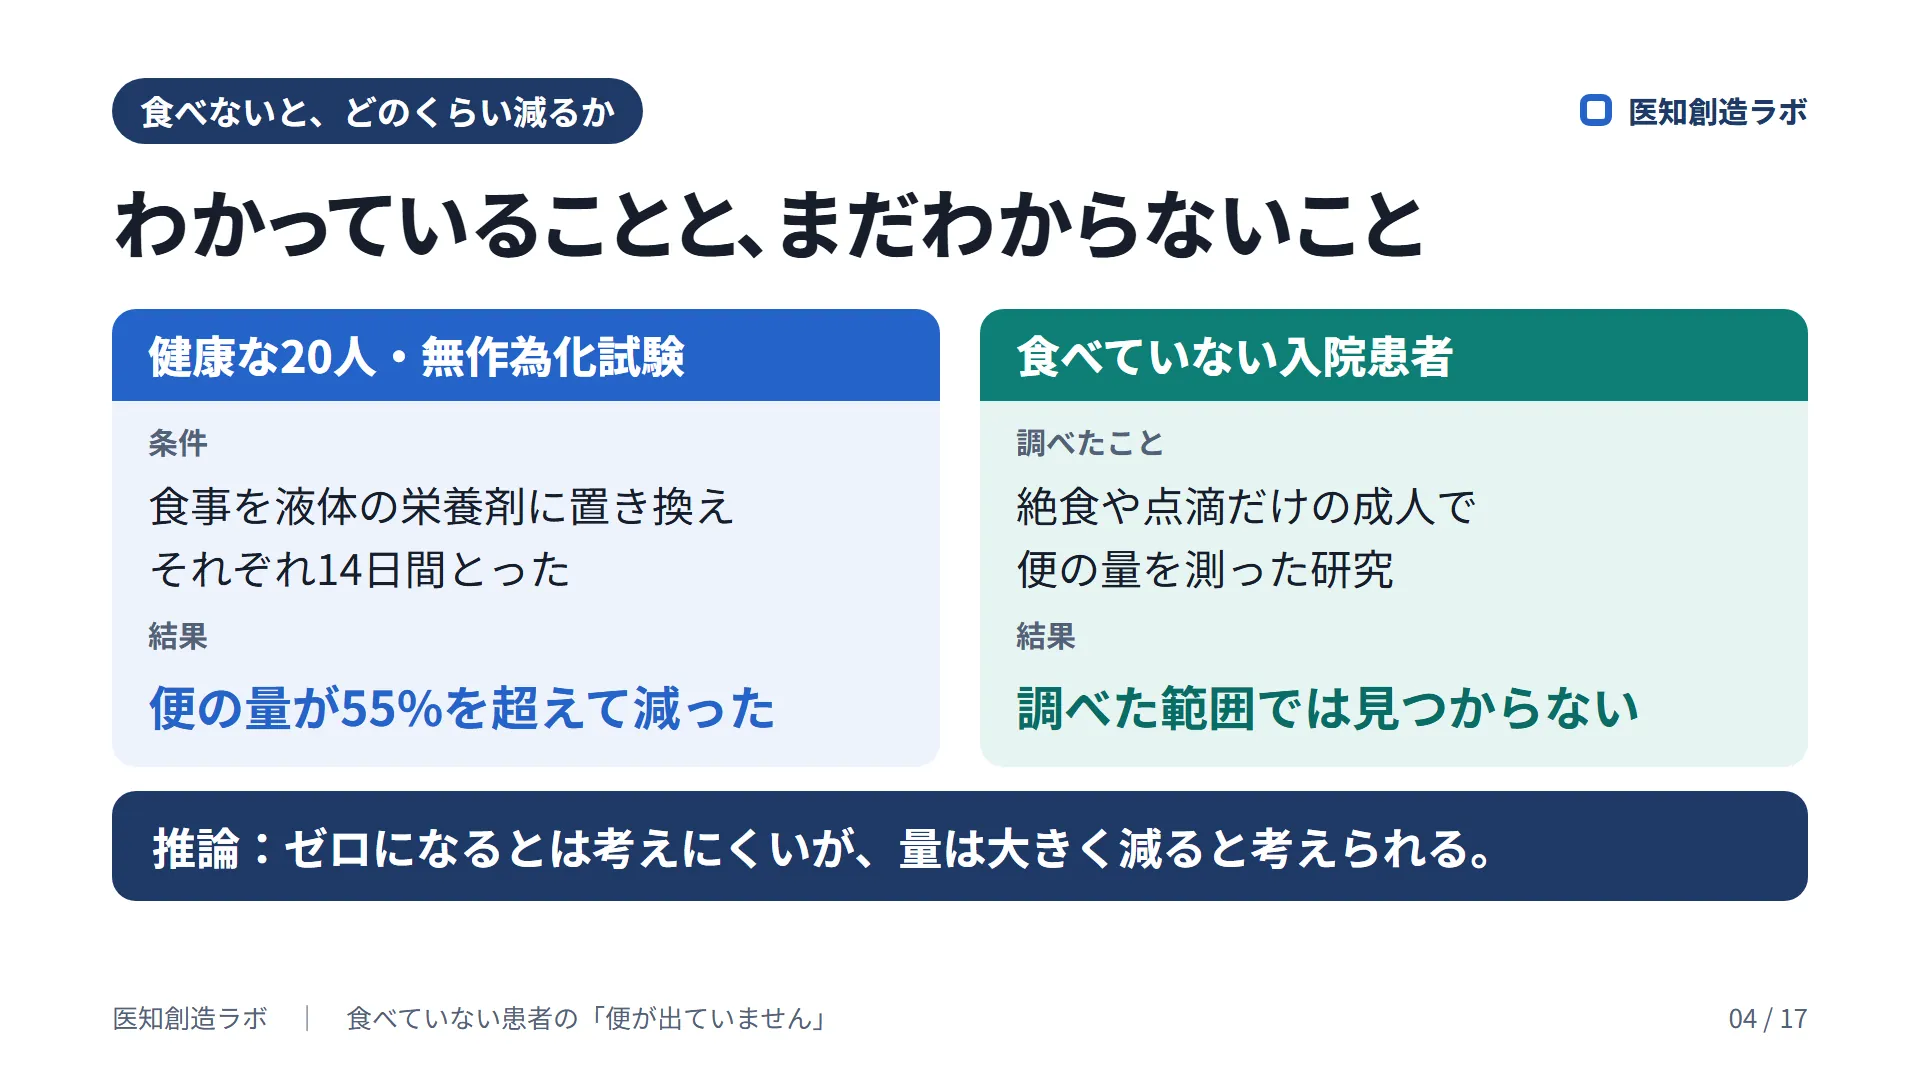 食べないと、どのくらい減るか
医知創造ラボ
わかっていることと、まだわからないこと
健康な20人・無作為化試験
条件
食事を液体の栄養剤に置き換え
それぞれ14日間とった
結果
便の量が55%を超えて減った
食べていない入院患者
調べたこと
絶食や点滴だけの成人で
便の量を測った研究
結果
調べた範囲では見つからない
推論：ゼロになるとは考えにくいが、量は大きく減ると考えられる。
医知創造ラボ ｜ 食べていない患者の「便が出ていません」
04 / 17